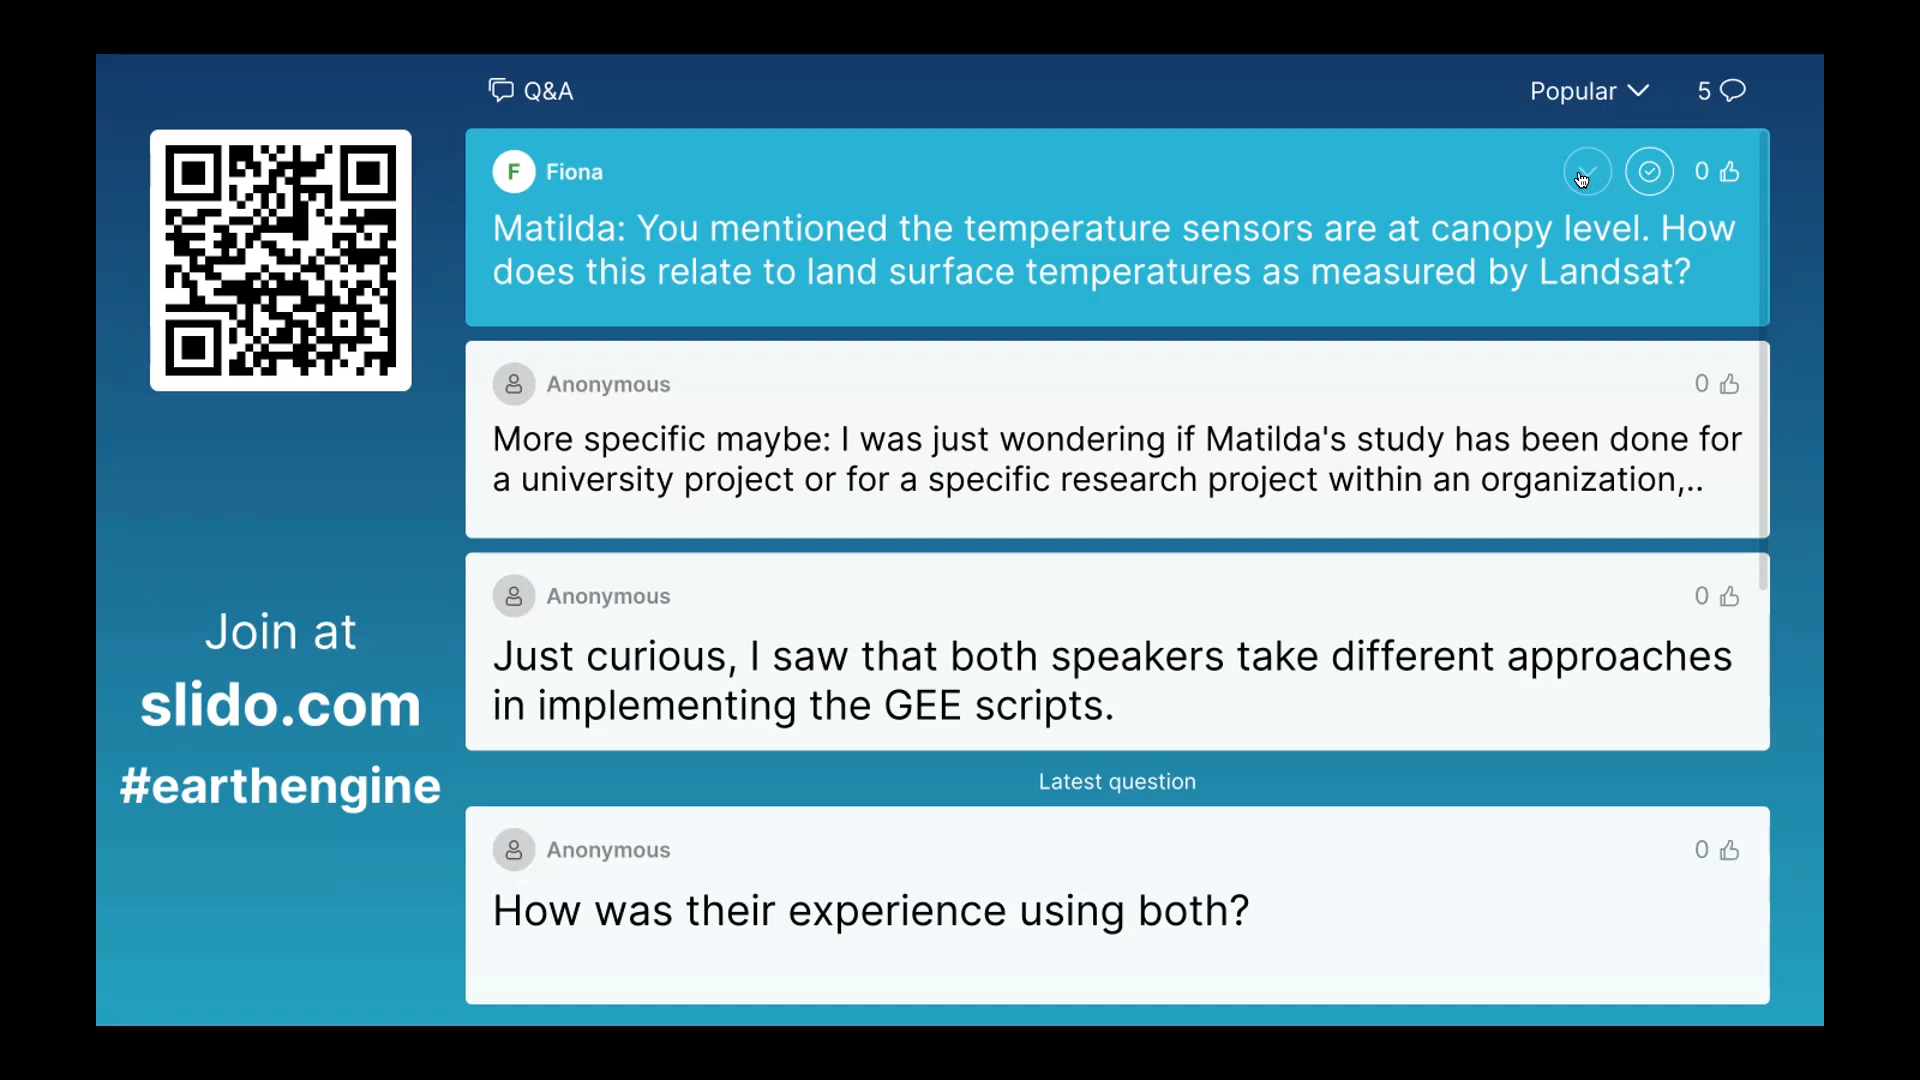 Q&A
Popular
5
F
Fiona
0
Matilda: You mentioned the temperature sensors are at canopy level. How
does this relate to land surface temperatures as measured by Landsat?
Anonymous
0
More specific maybe: I was just wondering if Matilda's study has been done for
a university project or for a specific research project within an organization,..
Anonymous
0
Just curious, I saw that both speakers take different approaches
in implementing the GEE scripts.
Join at
slido.com
#earthengine
Latest question
Anonymous
0
How was their experience using both?